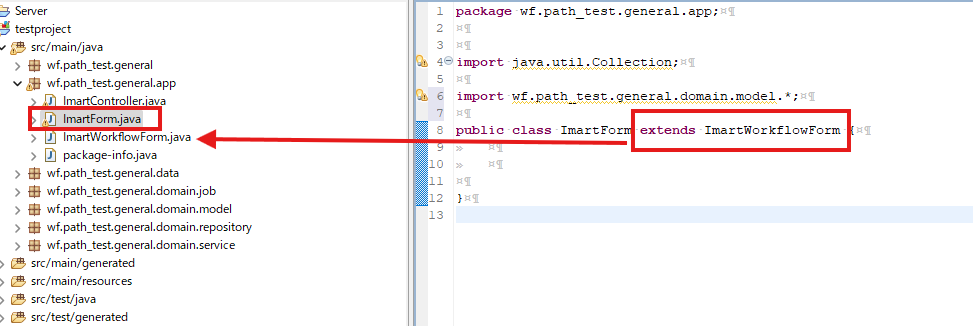 Server
testproject
src/main/java
wf.path_test.general
wf.path_test.general.app
ImartController.java
ImartForm.java
ImartWorkflowForm.java
package-info.java
wf.path_test.general.data
wf.path_test.general.domain.job
wf.path_test.general.domain.model
wf.path_test.general.domain.repository
wf.path_test.general.domain.service
src/main/generated
src/main/resources
src/test/java
src/test/generated
1 package·wf.path_test.general.app;¤¶
2 ¤¶
3 ¤¶
4 import·java.util.Collection;¤¶
5 ¤¶
6 import·wf.path_test.general.domain.model.*;¤¶
7 ¤¶
8 public·class·ImartForm·extends·ImartWorkflowForm·{¤¶
9 » ¤¶
10 » ¤¶
11 ¤¶
12 }¤¶
13